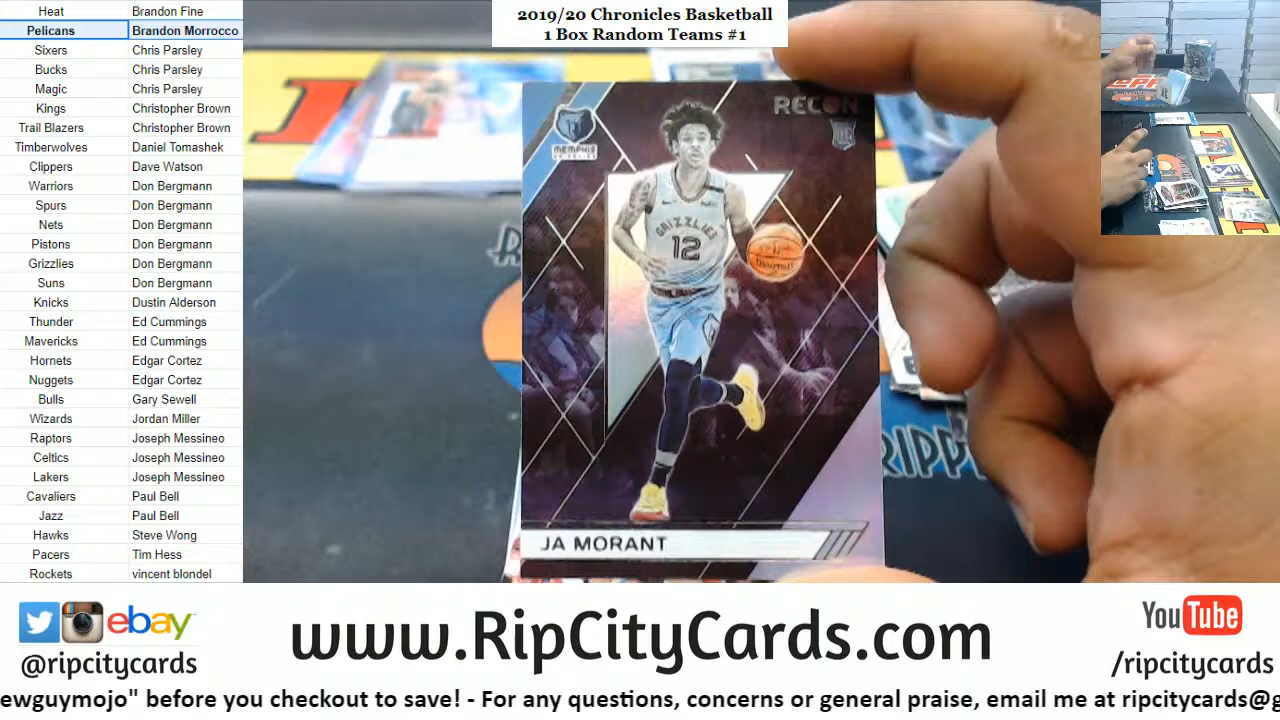 Heat Brandon Fine
Pelicans Brandon Morrocco
Sixers Chris Parsley
Bucks Chris Parsley
Magic Chris Parsley
Kings Christopher Brown
Trail Blazers Christopher Brown
Timberwolves Daniel Tomashek
Clippers Dave Watson
Warriors Don Bergmann
Spurs Don Bergmann
Nets Don Bergmann
Pistons Don Bergmann
Grizzlies Don Bergmann
Suns Don Bergmann
Knicks Dustin Alderson
Thunder Ed Cummings
Mavericks Ed Cummings
Hornets Edgar Cortez
Nuggets Edgar Cortez
Bulls Gary Sewell
Wizards Jordan Miller
Raptors Joseph Messineo
Celtics Joseph Messineo
Lakers Joseph Messineo
Cavaliers Paul Bell
Jazz Paul Bell
Hawks Steve Wong
Pacers Tim Hess
Rockets vincent blondel
2019/20 Chronicles Basketball
1 Box Random Teams #1
RECON
MEMPHIS
GRIZZLIES
12
JA MORANT
RIPP
ebay
@ripcitycards
www.RipCityCards.com
YouTube
/ripcitycards
ewguymojo" before you checkout to save! - For any questions, concerns or general praise, email me at ripcitycards@g